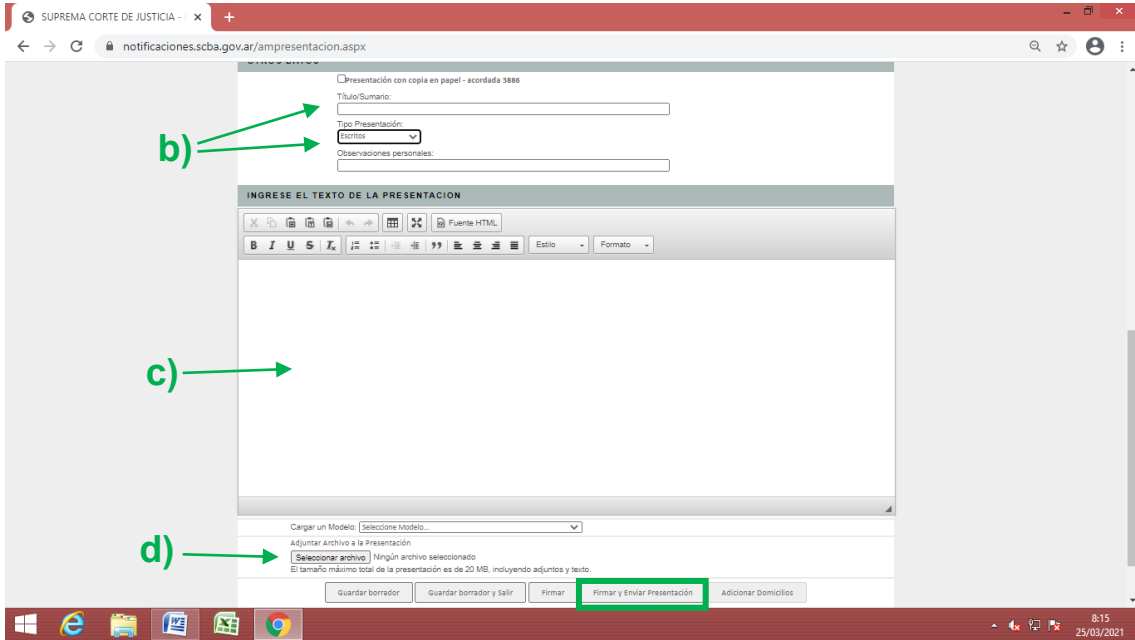 SUPREMA CORTE DE JUSTICIA -
notificaciones.scba.gov.ar/ampresentacion.aspx
OTROS DATOS
Presentación con copia en papel - acordada 3886
Título/Sumario:
b)
Tipo Presentación:
Escritos
Observaciones personales:
INGRESE EL TEXTO DE LA PRESENTACION
Fuente HTML
B I U S Ix Estilo Formato
c)
Cargar un Modelo: Seleccione Modelo...
d)
Adjuntar Archivo a la Presentación
Seleccionar archivo Ningún archivo seleccionado
El tamaño máximo total de la presentación es de 20 MB, incluyendo adjuntos y texto.
Guardar borrador Guardar borrador y Salir Firmar Firmar y Enviar Presentación Adicionar Domicilios
8:15
25/03/2021